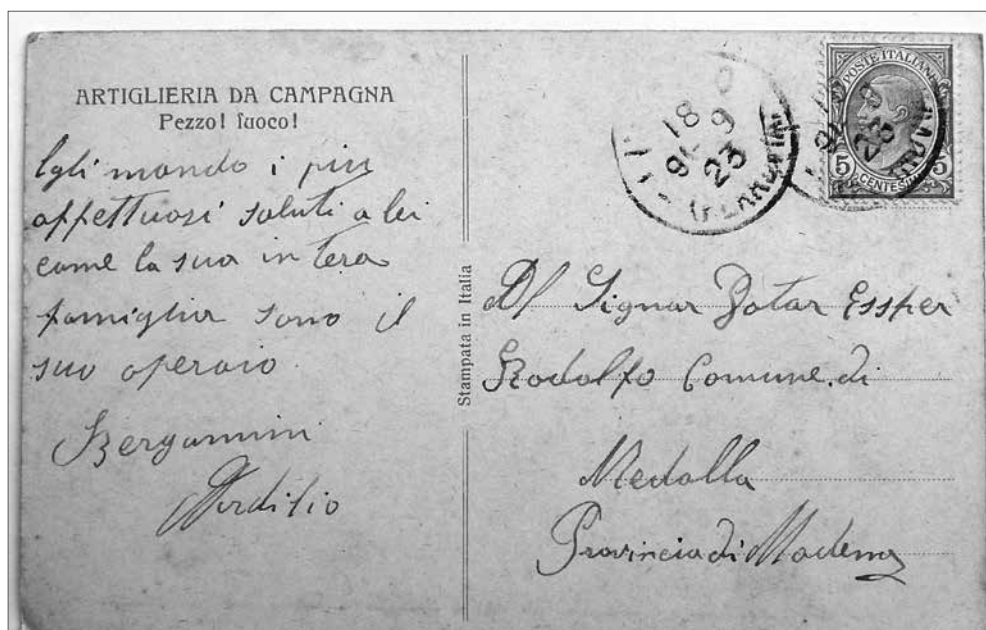 ARTIGLIERIA DA CAMPAGNA
Pezzo! fuoco!
mando i piu
affettuosi saluti a lei
come la sua intera
famiglia sono il
suo operaio
Bergamini
Stampata in Italia
POSTE ITALIANE
5 CENTESIMI 5
18
9
23
Al Signor Dotar Essper
Rodolfo Comune di
Medolla
Provincia di Modena